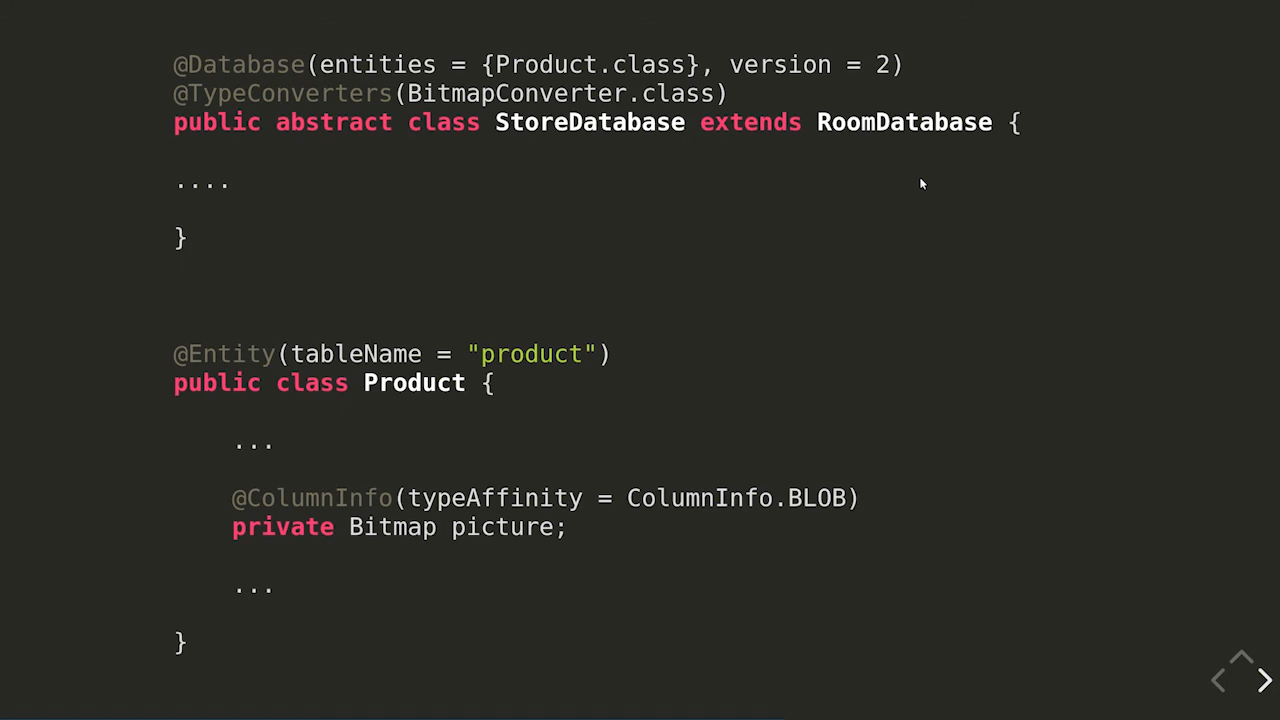 @Database(entities = {Product.class}, version = 2)
@TypeConverters(BitmapConverter.class)
public abstract class StoreDatabase extends RoomDatabase {
....
}
@Entity(tableName = "product")
public class Product {
...
@ColumnInfo(typeAffinity = ColumnInfo.BLOB)
private Bitmap picture;
...
}